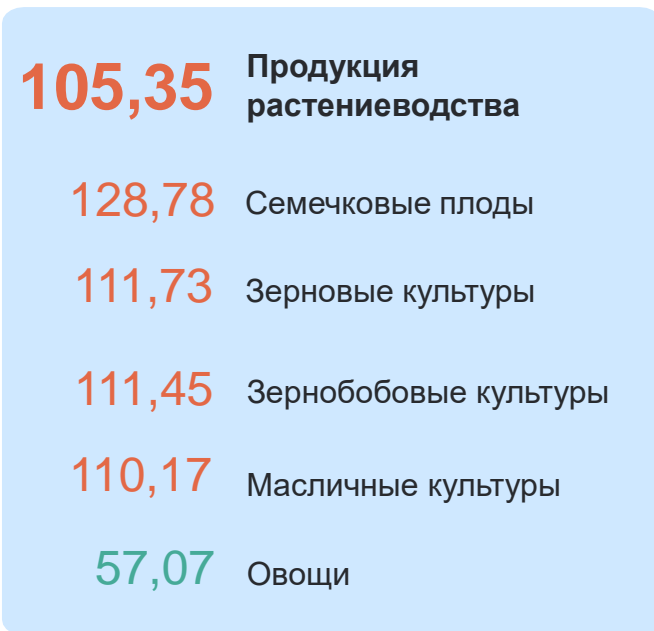 105,35 Продукция
растениеводства
128,78 Семечковые плоды
111,73 Зерновые культуры
111,45 Зернобобовые культуры
110,17 Масличные культуры
57,07 Овощи